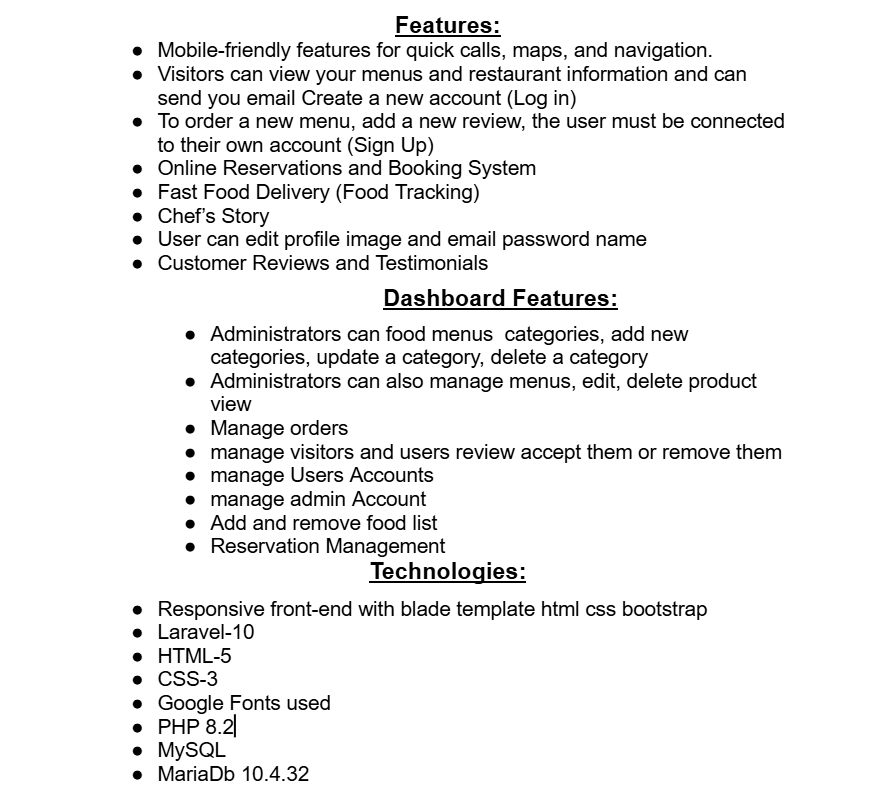 Features:
● Mobile-friendly features for quick calls, maps, and navigation.
● Visitors can view your menus and restaurant information and can
send you email Create a new account (Log in)
● To order a new menu, add a new review, the user must be connected
to their own account (Sign Up)
● Online Reservations and Booking System
● Fast Food Delivery (Food Tracking)
● Chef's Story
● User can edit profile image and email password name
● Customer Reviews and Testimonials
Dashboard Features:
● Administrators can food menus  categories, add new
categories, update a category, delete a category
● Administrators can also manage menus, edit, delete product
view
● Manage orders
● manage visitors and users review accept them or remove them
● manage Users Accounts
● manage admin Account
● Add and remove food list
● Reservation Management
Technologies:
● Responsive front-end with blade template html css bootstrap
● Laravel-10
● HTML-5
● CSS-3
● Google Fonts used
● PHP 8.2
● MySQL
● MariaDb 10.4.32